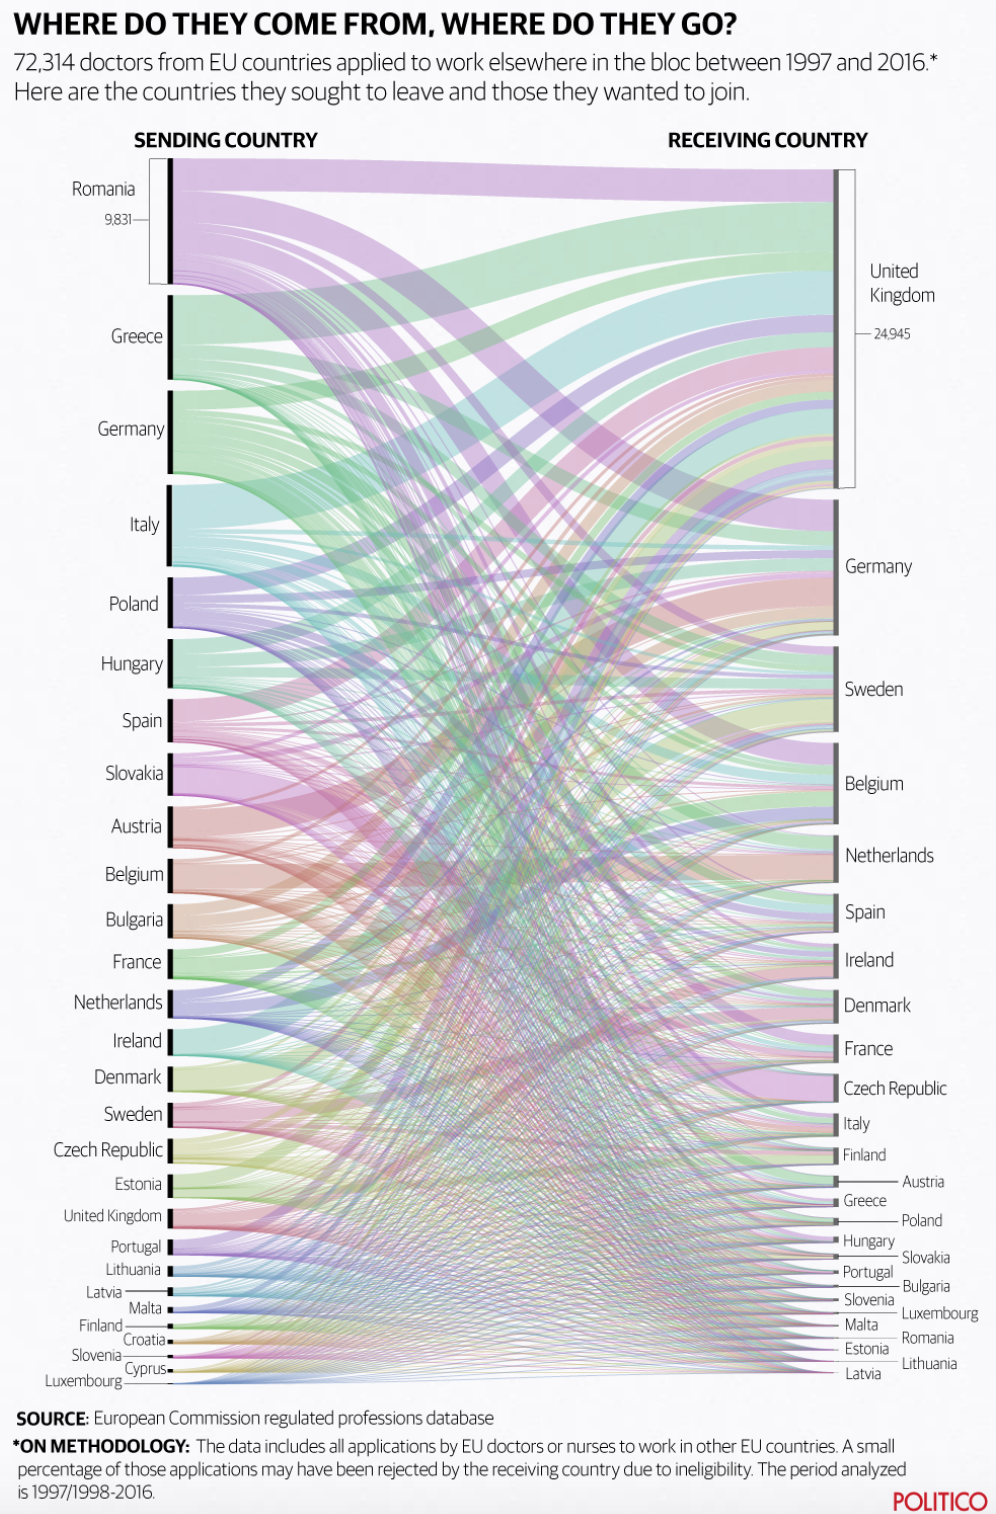 WHERE DO THEY COME FROM, WHERE DO THEY GO?
72,314 doctors from EU countries applied to work elsewhere in the bloc between 1997 and 2016.*
Here are the countries they sought to leave and those they wanted to join.
SENDING COUNTRY
Romania
9,831
Greece
Germany
Italy
Poland
Hungary
Spain
Slovakia
Austria
Belgium
Bulgaria
France
Netherlands
Ireland
Denmark
Sweden
Czech Republic
Estonia
United Kingdom
Portugal
Lithuania
Latvia
Malta
Finland
Croatia
Slovenia
Cyprus
Luxembourg
RECEIVING COUNTRY
United
Kingdom
24,945
Germany
Sweden
Belgium
Netherlands
Spain
Ireland
Denmark
France
Czech Republic
Italy
Finland
Austria
Greece
Poland
Hungary
Slovakia
Portugal
Bulgaria
Slovenia
Luxembourg
Malta
Romania
Estonia
Lithuania
Latvia
SOURCE: European Commission regulated professions database
*ON METHODOLOGY: The data includes all applications by EU doctors or nurses to work in other EU countries. A small
percentage of those applications may have been rejected by the receiving country due to ineligibility. The period analyzed
is 1997/1998-2016.
POLITICO